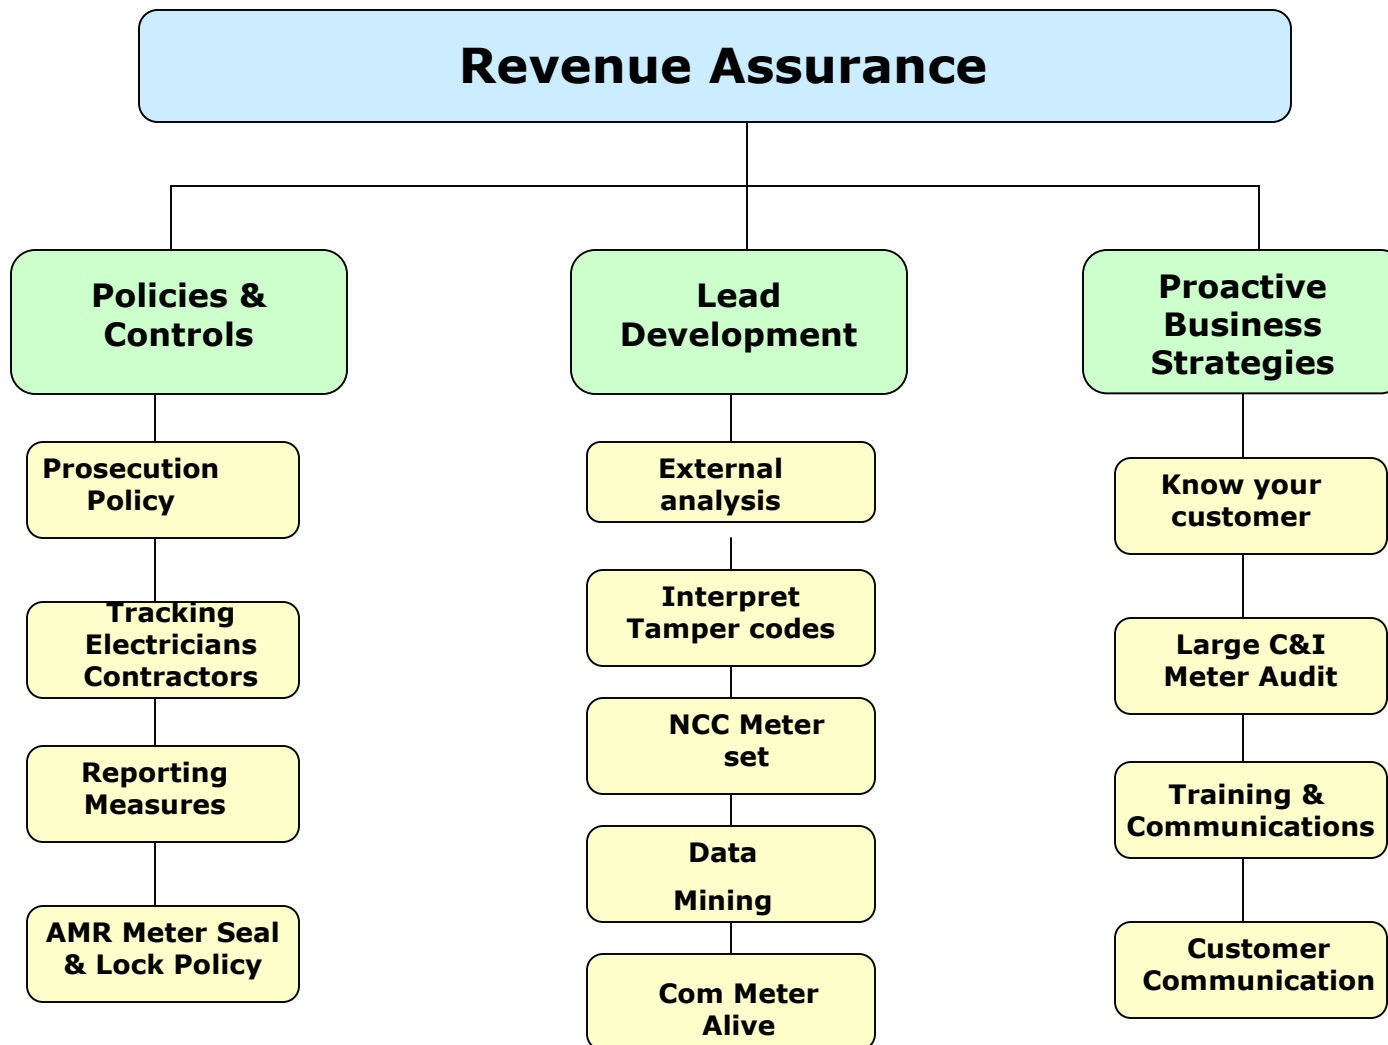 Revenue Assurance
Policies &
Controls
Lead
Development
Proactive
Business
Strategies
Prosecution
Policy
Tracking
Electricians
Contractors
Reporting
Measures
AMR Meter Seal
& Lock Policy
External
analysis
Interpret
Tamper codes
NCC Meter
set
Data
Mining
Com Meter
Alive
Know your
customer
Large C&I
Meter Audit
Training &
Communications
Customer
Communication